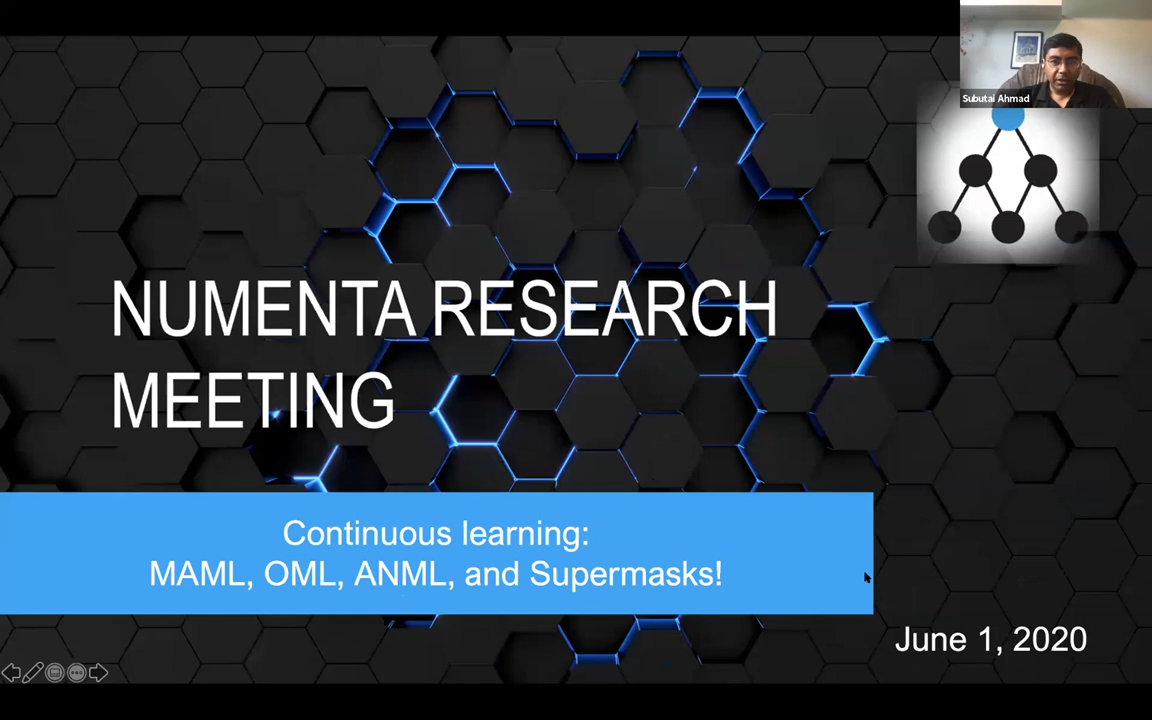 Subutai Ahmad
NUMENTA RESEARCH
MEETING
Continuous learning:
MAML, OML, ANML, and Supermasks!
June 1, 2020